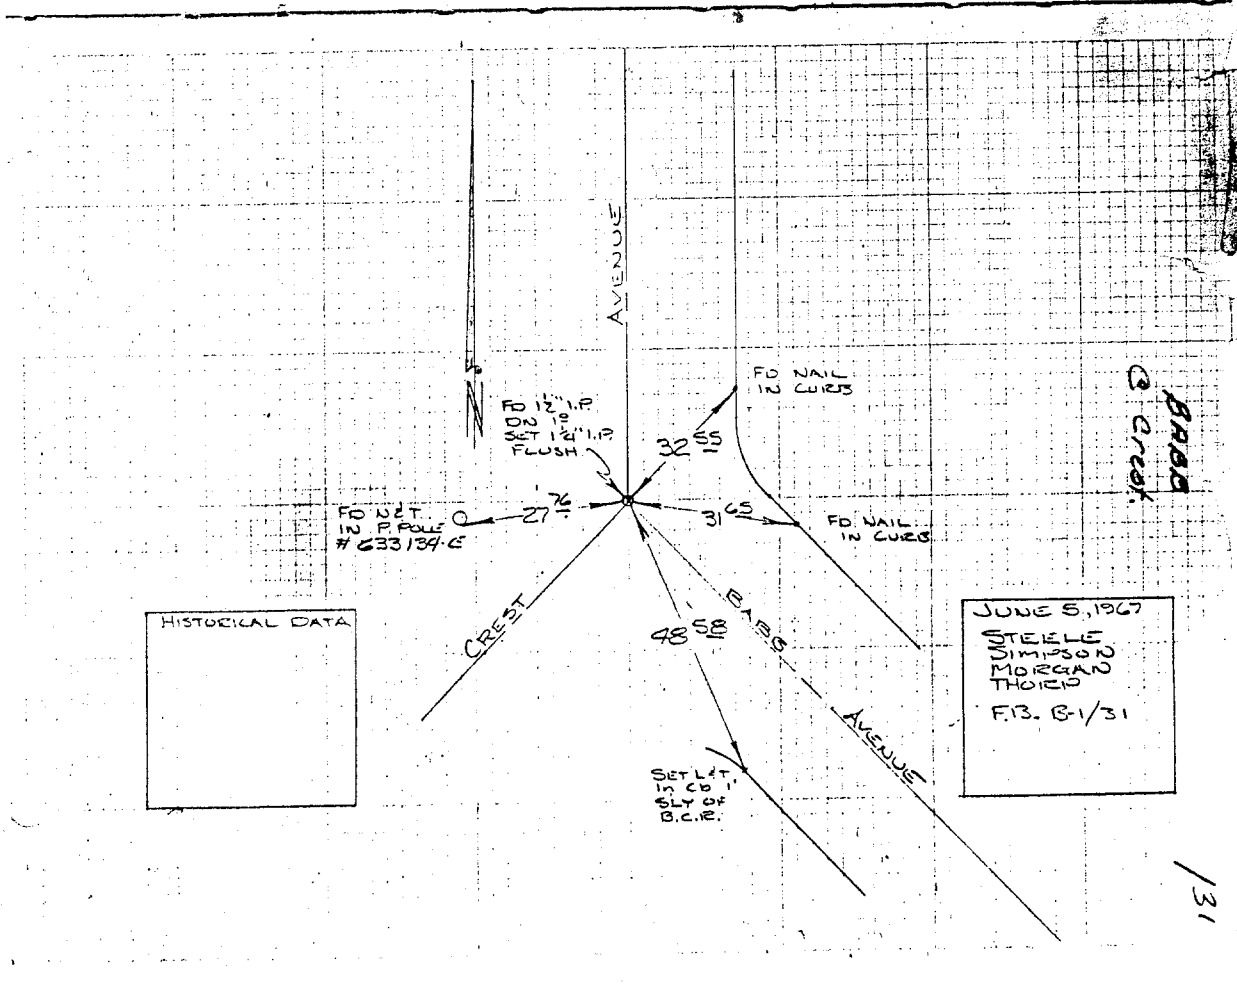 AVENUE
FD NAIL
IN CURB
FD 1½" I.P.
DN 1º
SET 1¼" I.P.
FLUSH
32 55
27 76
31 65
FD N&T
IN P. POLE
# 633134-E
FD NAIL
IN CURB
BABB
@ Crest.
CREST
BABB
AVENUE
48 58
HISTORICAL DATA
JUNE 5, 1967
STEELE
SIMPSON
MORGAN
THORP
F.B. B-1/31
SET L&T
in cb 1'
SLY OF
B.C.R.
/31